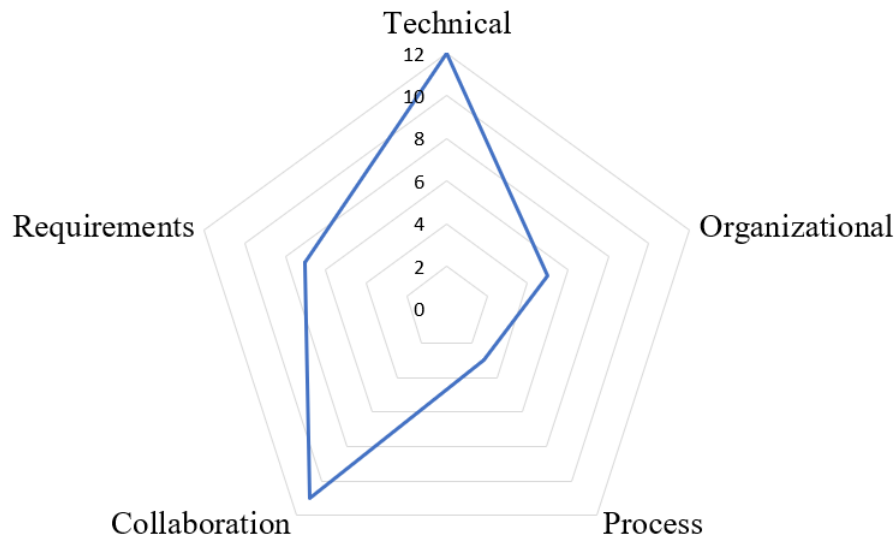 Technical
12
10
8
6
4
2
0
Requirements
Organizational
Collaboration
Process